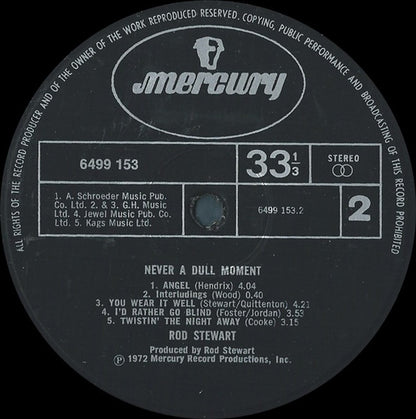 ALL RIGHTS OF THE RECORD PRODUCER AND OF THE OWNER OF THE WORK REPRODUCED RESERVED. COPYING, PUBLIC PERFORMANCE AND BROADCASTING OF THIS RECORD PROHIBITED
mercury
6499 153
33 1/3
STEREO
1. A. Schroeder Music Pub.
Co. Ltd. 2. & 3. G.H. Music
Ltd. 4. Jewel Music Pub. Co.
Ltd. 5. Kags Music Ltd.
6499 153.2
2
NEVER A DULL MOMENT
1. ANGEL (Hendrix) 4.04
2. Interludings (Wood) 0.40
3. YOU WEAR IT WELL (Stewart/Quittenton) 4.21
4. I'D RATHER GO BLIND (Foster/Jordan) 3.53
5. TWISTIN' THE NIGHT AWAY (Cooke) 3.15
ROD STEWART
Produced by Rod Stewart
Ⓟ 1972 Mercury Record Productions, Inc.